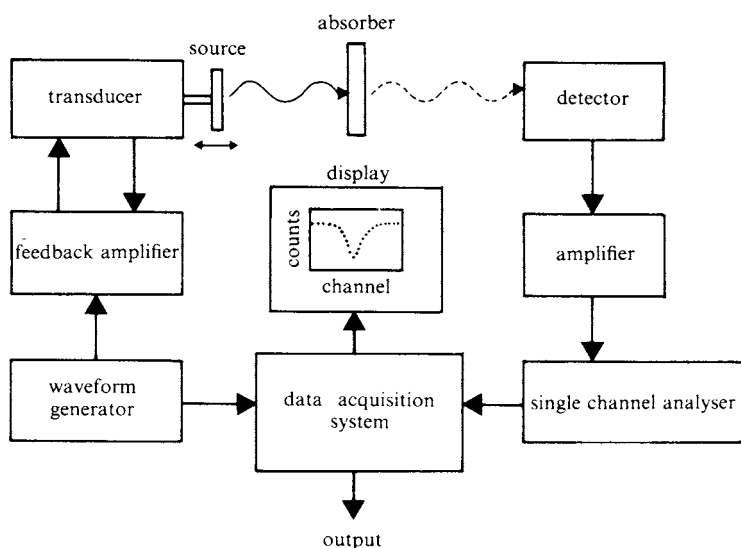 absorber
source
transducer
detector
display
counts
channel
feedback amplifier
amplifier
waveform
generator
data acquisition
system
single channel analyser
output